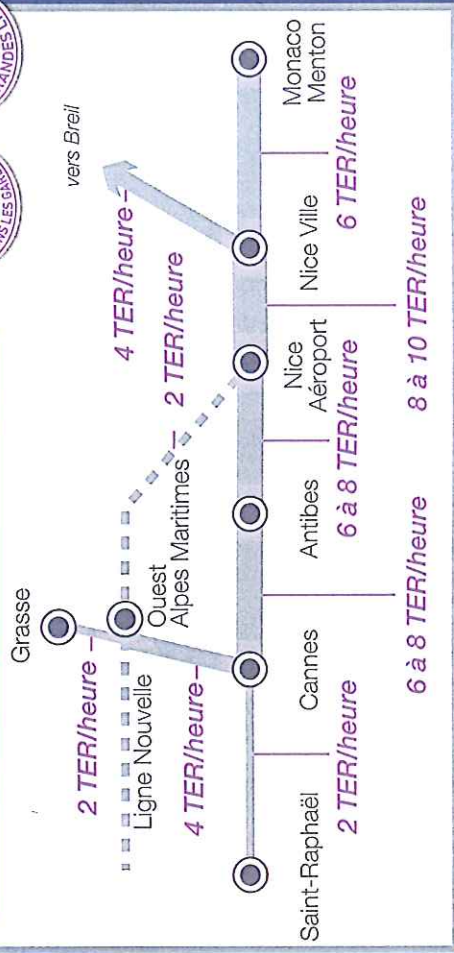 Grasse
2 TER/heure
Ligne Nouvelle
4 TER/heure
Ouest
Alpes Maritimes
2 TER/heure
4 TER/heure
vers Breil
Saint-Raphaël
Cannes
Antibes
Nice
Aéroport
Nice Ville
Monaco
Menton
2 TER/heure
6 à 8 TER/heure
6 à 8 TER/heure
8 à 10 TER/heure
6 TER/heure